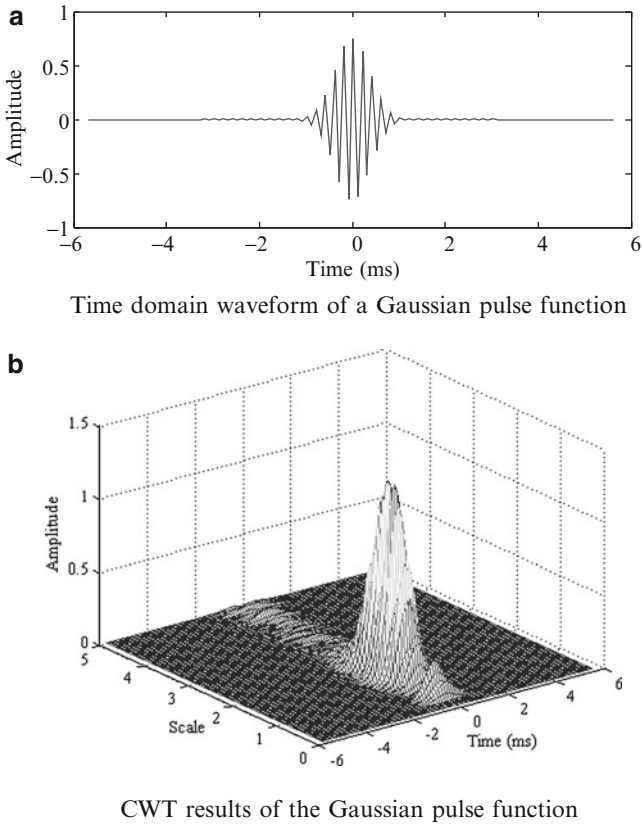 a
1
0.5
0
−0.5
−1
Amplitude
−6 −4 −2 0 2 4 6
Time (ms)
Time domain waveform of a Gaussian pulse function
b
1.5
1
0.5
0
Amplitude
5 4 3 2 1 0
Scale
-6 -4 -2 0 2 4 6
Time (ms)
CWT results of the Gaussian pulse function